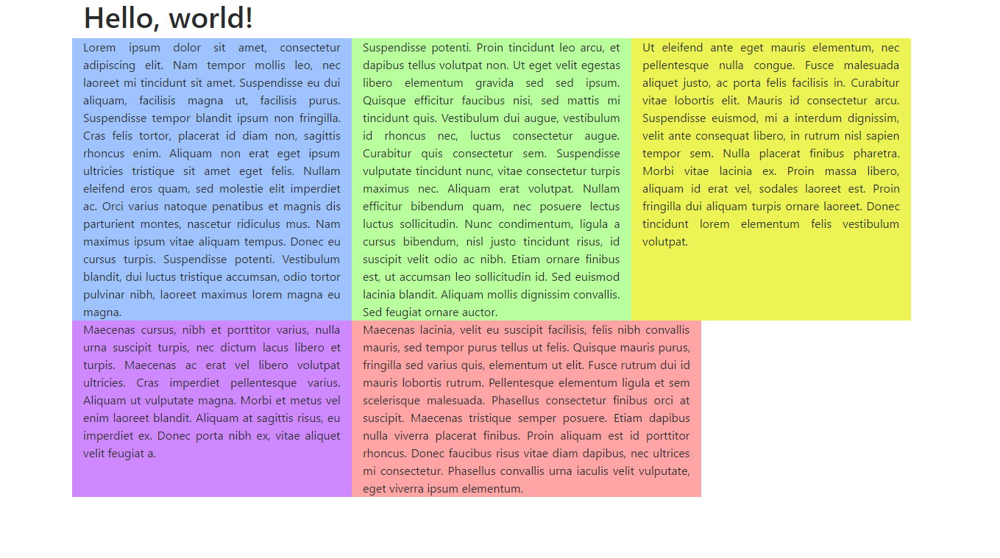 Hello, world!
Lorem ipsum dolor sit amet, consectetur
adipiscing elit. Nam tempor mollis leo, nec
laoreet mi tincidunt sit amet. Suspendisse eu dui
aliquam, facilisis magna ut, facilisis purus.
Suspendisse tempor blandit ipsum non fringilla.
Cras felis tortor, placerat id diam non, sagittis
rhoncus enim. Aliquam non erat eget ipsum
ultricies tristique sit amet eget felis. Nullam
eleifend eros quam, sed molestie elit imperdiet
ac. Orci varius natoque penatibus et magnis dis
parturient montes, nascetur ridiculus mus. Nam
maximus ipsum vitae aliquam tempus. Donec eu
cursus turpis. Suspendisse potenti. Vestibulum
blandit, dui luctus tristique accumsan, odio tortor
pulvinar nibh, laoreet maximus lorem magna eu
magna.
Suspendisse potenti. Proin tincidunt leo arcu, et
dapibus tellus volutpat non. Ut eget velit egestas
libero elementum gravida sed sed ipsum.
Quisque efficitur faucibus nisi, sed mattis mi
tincidunt quis. Vestibulum dui augue, vestibulum
id rhoncus nec, luctus consectetur augue.
Curabitur quis consectetur sem. Suspendisse
vulputate tincidunt nunc, vitae consectetur turpis
maximus nec. Aliquam erat volutpat. Nullam
efficitur bibendum quam, nec posuere lectus
luctus sollicitudin. Nunc condimentum, ligula a
cursus bibendum, nisl justo tincidunt risus, id
suscipit velit odio ac nibh. Etiam ornare finibus
est, ut accumsan leo sollicitudin id. Sed euismod
lacinia blandit. Aliquam mollis dignissim convallis.
Sed feugiat ornare auctor.
Ut eleifend ante eget mauris elementum, nec
pellentesque nulla congue. Fusce malesuada
aliquet justo, ac porta felis facilisis in. Curabitur
vitae lobortis elit. Mauris id consectetur arcu.
Suspendisse euismod, mi a interdum dignissim,
velit ante consequat libero, in rutrum nisl sapien
tempor sem. Nulla placerat finibus pharetra.
Morbi vitae lacinia ex. Proin massa libero,
aliquam id erat vel, sodales laoreet est. Proin
fringilla dui aliquam turpis ornare laoreet. Donec
tincidunt lorem elementum felis vestibulum
volutpat.
Maecenas cursus, nibh et porttitor varius, nulla
urna suscipit turpis, nec dictum lacus libero et
turpis. Maecenas ac erat vel libero volutpat
ultricies. Cras imperdiet pellentesque varius.
Aliquam ut vulputate magna. Morbi et metus vel
enim laoreet blandit. Aliquam at sagittis risus, eu
imperdiet ex. Donec porta nibh ex, vitae aliquet
velit feugiat a.
Maecenas lacinia, velit eu suscipit facilisis, felis nibh convallis
mauris, sed tempor purus tellus ut felis. Quisque mauris purus,
fringilla sed varius quis, elementum ut elit. Fusce rutrum dui id
mauris lobortis rutrum. Pellentesque elementum ligula et sem
scelerisque malesuada. Phasellus consectetur finibus orci at
suscipit. Maecenas tristique semper posuere. Etiam dapibus
nulla viverra placerat finibus. Proin aliquam est id porttitor
rhoncus. Donec faucibus risus vitae diam dapibus, nec ultrices
mi consectetur. Phasellus convallis urna iaculis velit vulputate,
eget viverra ipsum elementum.